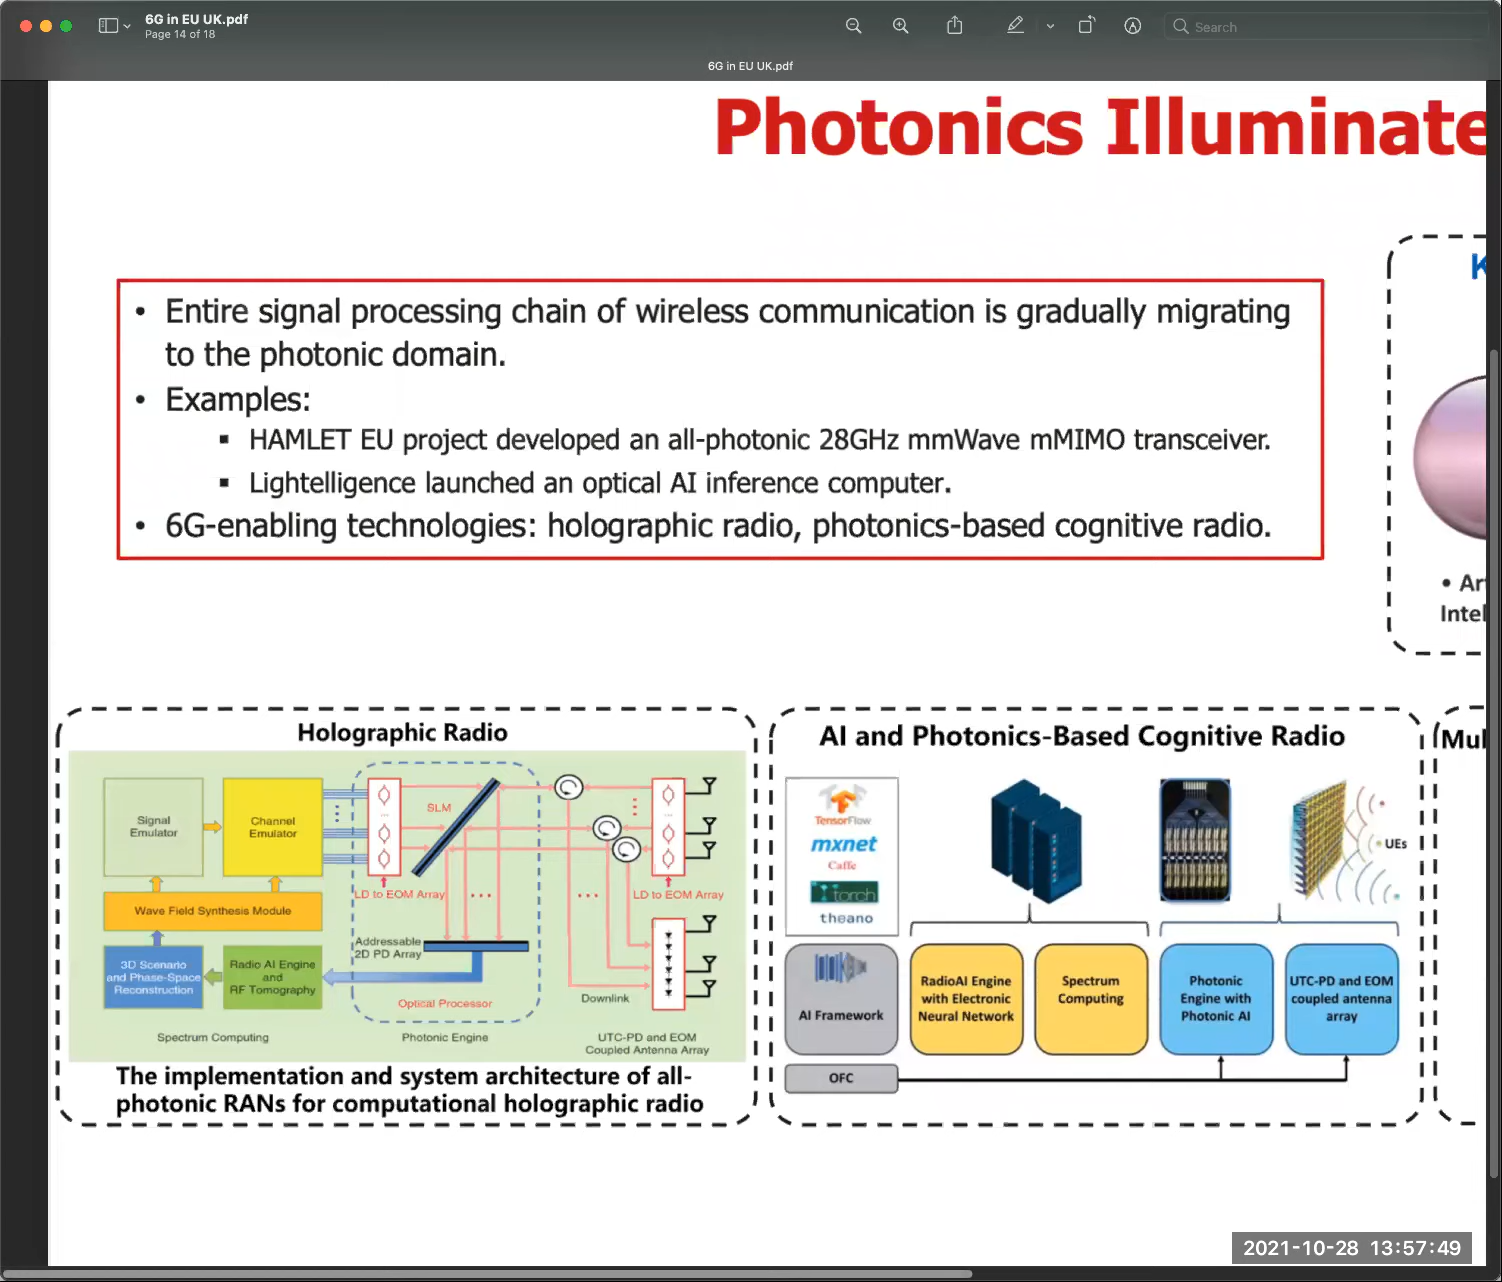 6G in EU UK.pdf
Page 14 of 18
Search
6G in EU UK.pdf
Photonics Illuminate
• Entire signal processing chain of wireless communication is gradually migrating
to the photonic domain.
• Examples:
▪ HAMLET EU project developed an all-photonic 28GHz mmWave mMIMO transceiver.
▪ Lightelligence launched an optical AI inference computer.
• 6G-enabling technologies: holographic radio, photonics-based cognitive radio.
K
• Ar
Intel
Holographic Radio
Signal
Emulator
Channel
Emulator
SLM
LD to EOM Array
LD to EOM Array
Wave Field Synthesis Module
Addressable
2D PD Array
3D Scenario
and Phase-Space
Reconstruction
Radio AI Engine
and
RF Tomography
Optical Processor
Downlink
Spectrum Computing
Photonic Engine
UTC-PD and EOM
Coupled Antenna Array
The implementation and system architecture of all-
photonic RANs for computational holographic radio
AI and Photonics-Based Cognitive Radio
TensorFlow
mxnet
Caffe
torch
theano
UEs
AI Framework
RadioAI Engine
with Electronic
Neural Network
Spectrum
Computing
Photonic
Engine with
Photonic AI
UTC-PD and EOM
coupled antenna
array
OFC
Mul
2021-10-28 13:57:49